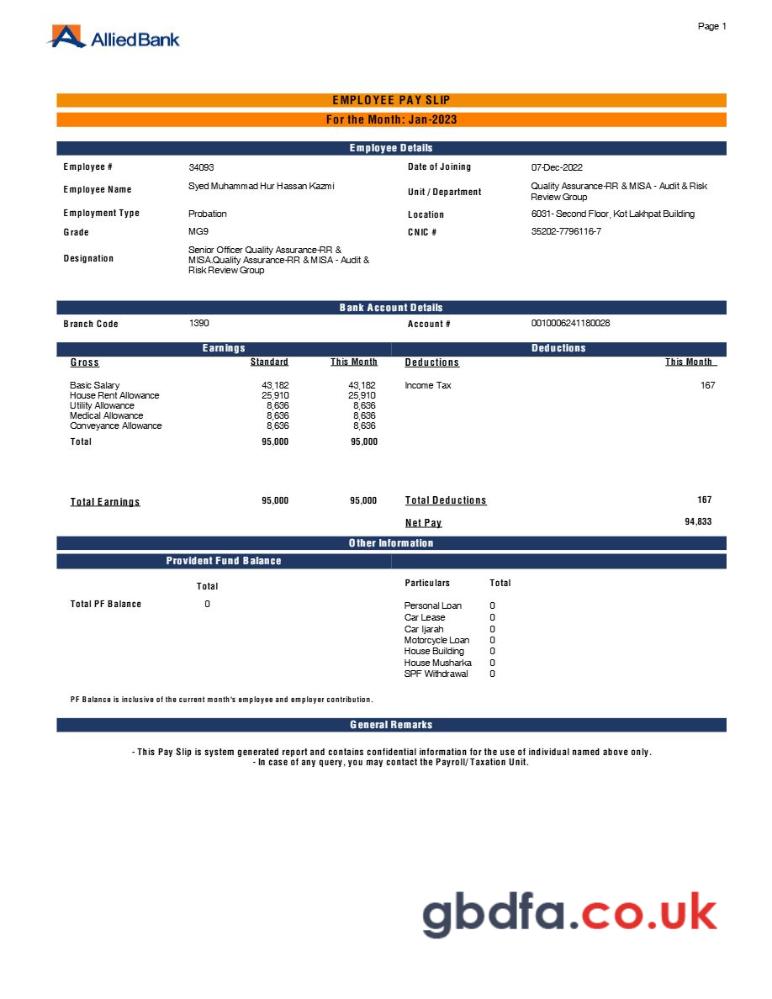 Page 1
Allied Bank
EMPLOYEE PAY SLIP
For the Month: Jan-2023
Employee Details
Employee # 34093 Date of Joining 07-Dec-2022
Employee Name Syed Muhammad Hur Hassan Kazmi Unit / Department Quality Assurance-RR & MISA - Audit & Risk
Review Group
Employment Type Probation Location 6031- Second Floor, Kot Lakhpat Building
Grade MG9 CNIC # 35202-7796116-7
Designation Senior Officer Quality Assurance-RR &
MISA.Quality Assurance-RR & MISA - Audit &
Risk Review Group
Bank Account Details
Branch Code 1390 Account # 0010006241180028
Earnings Deductions
Gross Standard This Month Deductions This Month
Basic Salary 43,182 43,182 Income Tax 167
House Rent Allowance 25,910 25,910
Utility Allowance 8,636 8,636
Medical Allowance 8,636 8,636
Conveyance Allowance 8,636 8,636
Total 95,000 95,000
Total Earnings 95,000 95,000 Total Deductions 167
Net Pay 94,833
Other Information
Provident Fund Balance
Total Particulars Total
Total PF Balance 0 Personal Loan 0
Car Lease 0
Car Ijarah 0
Motorcycle Loan 0
House Building 0
House Musharka 0
SPF Withdrawal 0
PF Balance is inclusive of the current month's employee and employer contribution.
General Remarks
- This Pay Slip is system generated report and contains confidential information for the use of individual named above only.
- In case of any query, you may contact the Payroll/Taxation Unit.
gbdfa.co.uk